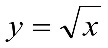 y = √x